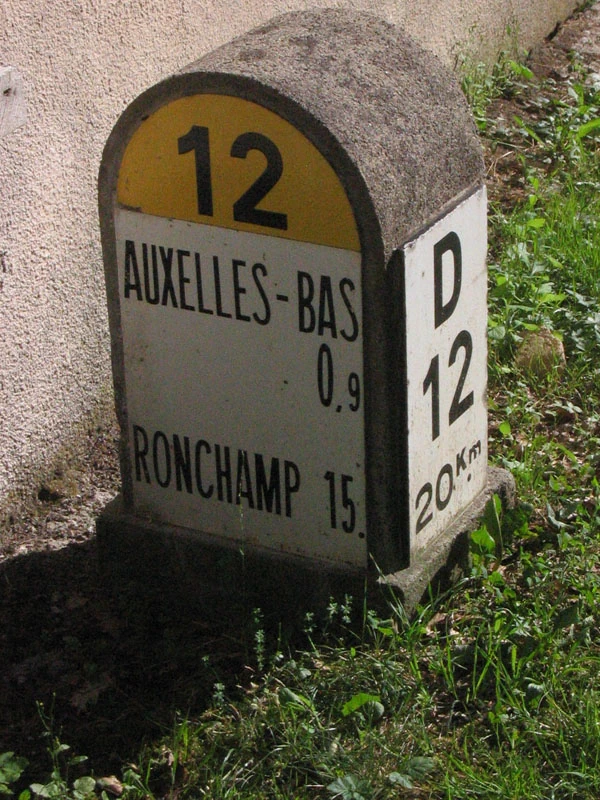 12
AUXELLES-BAS
0,9
RONCHAMP 15.
D
12
20 Km